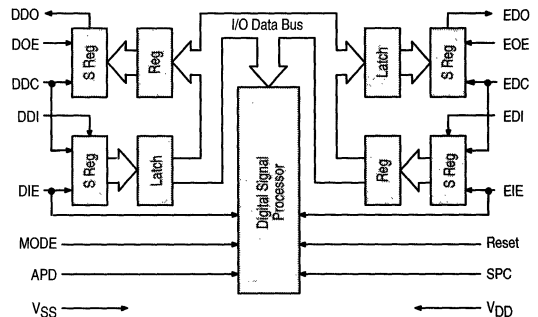 DDO
EDO
I/O Data Bus
DOE
S Reg
Reg
Latch
S Reg
EOE
DDC
EDC
DDI
EDI
S Reg
Latch
Digital Signal
Processor
Reg
S Reg
DIE
EIE
MODE
Reset
APD
SPC
VSS
VDD